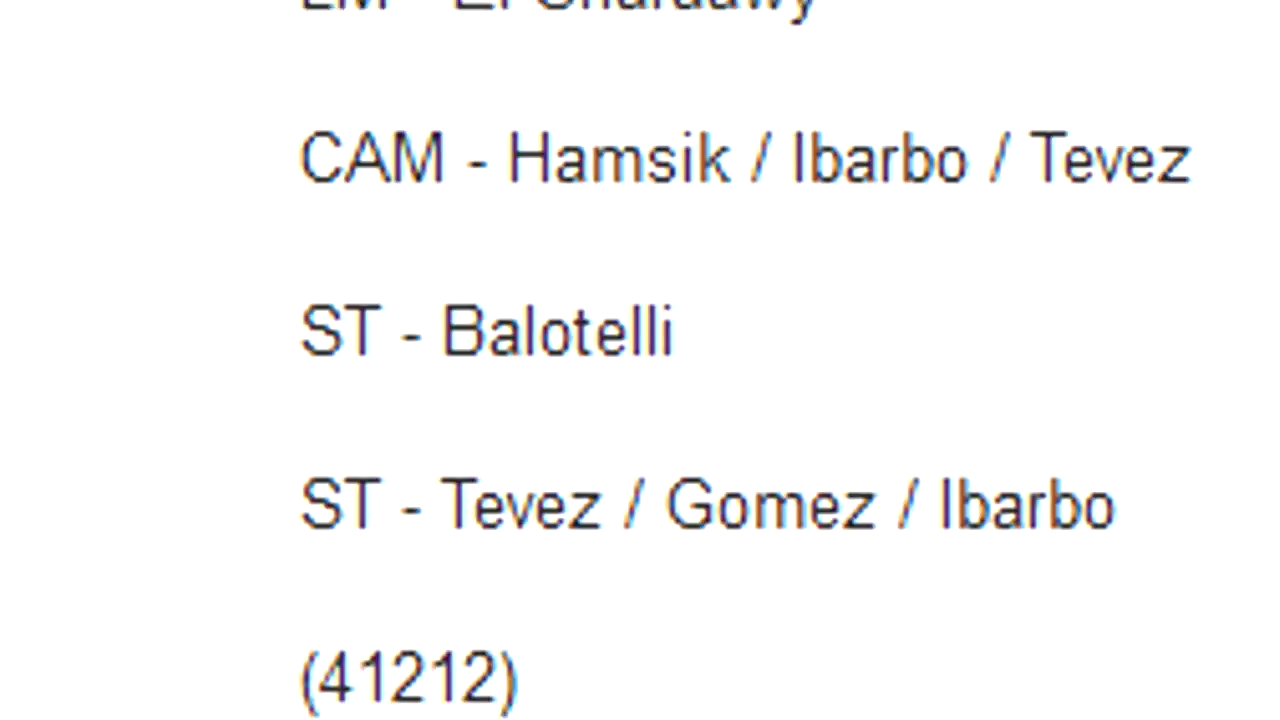 CAM - Hamsik / Ibarbo / Tevez
ST - Balotelli
ST - Tevez / Gomez / Ibarbo
(41212)